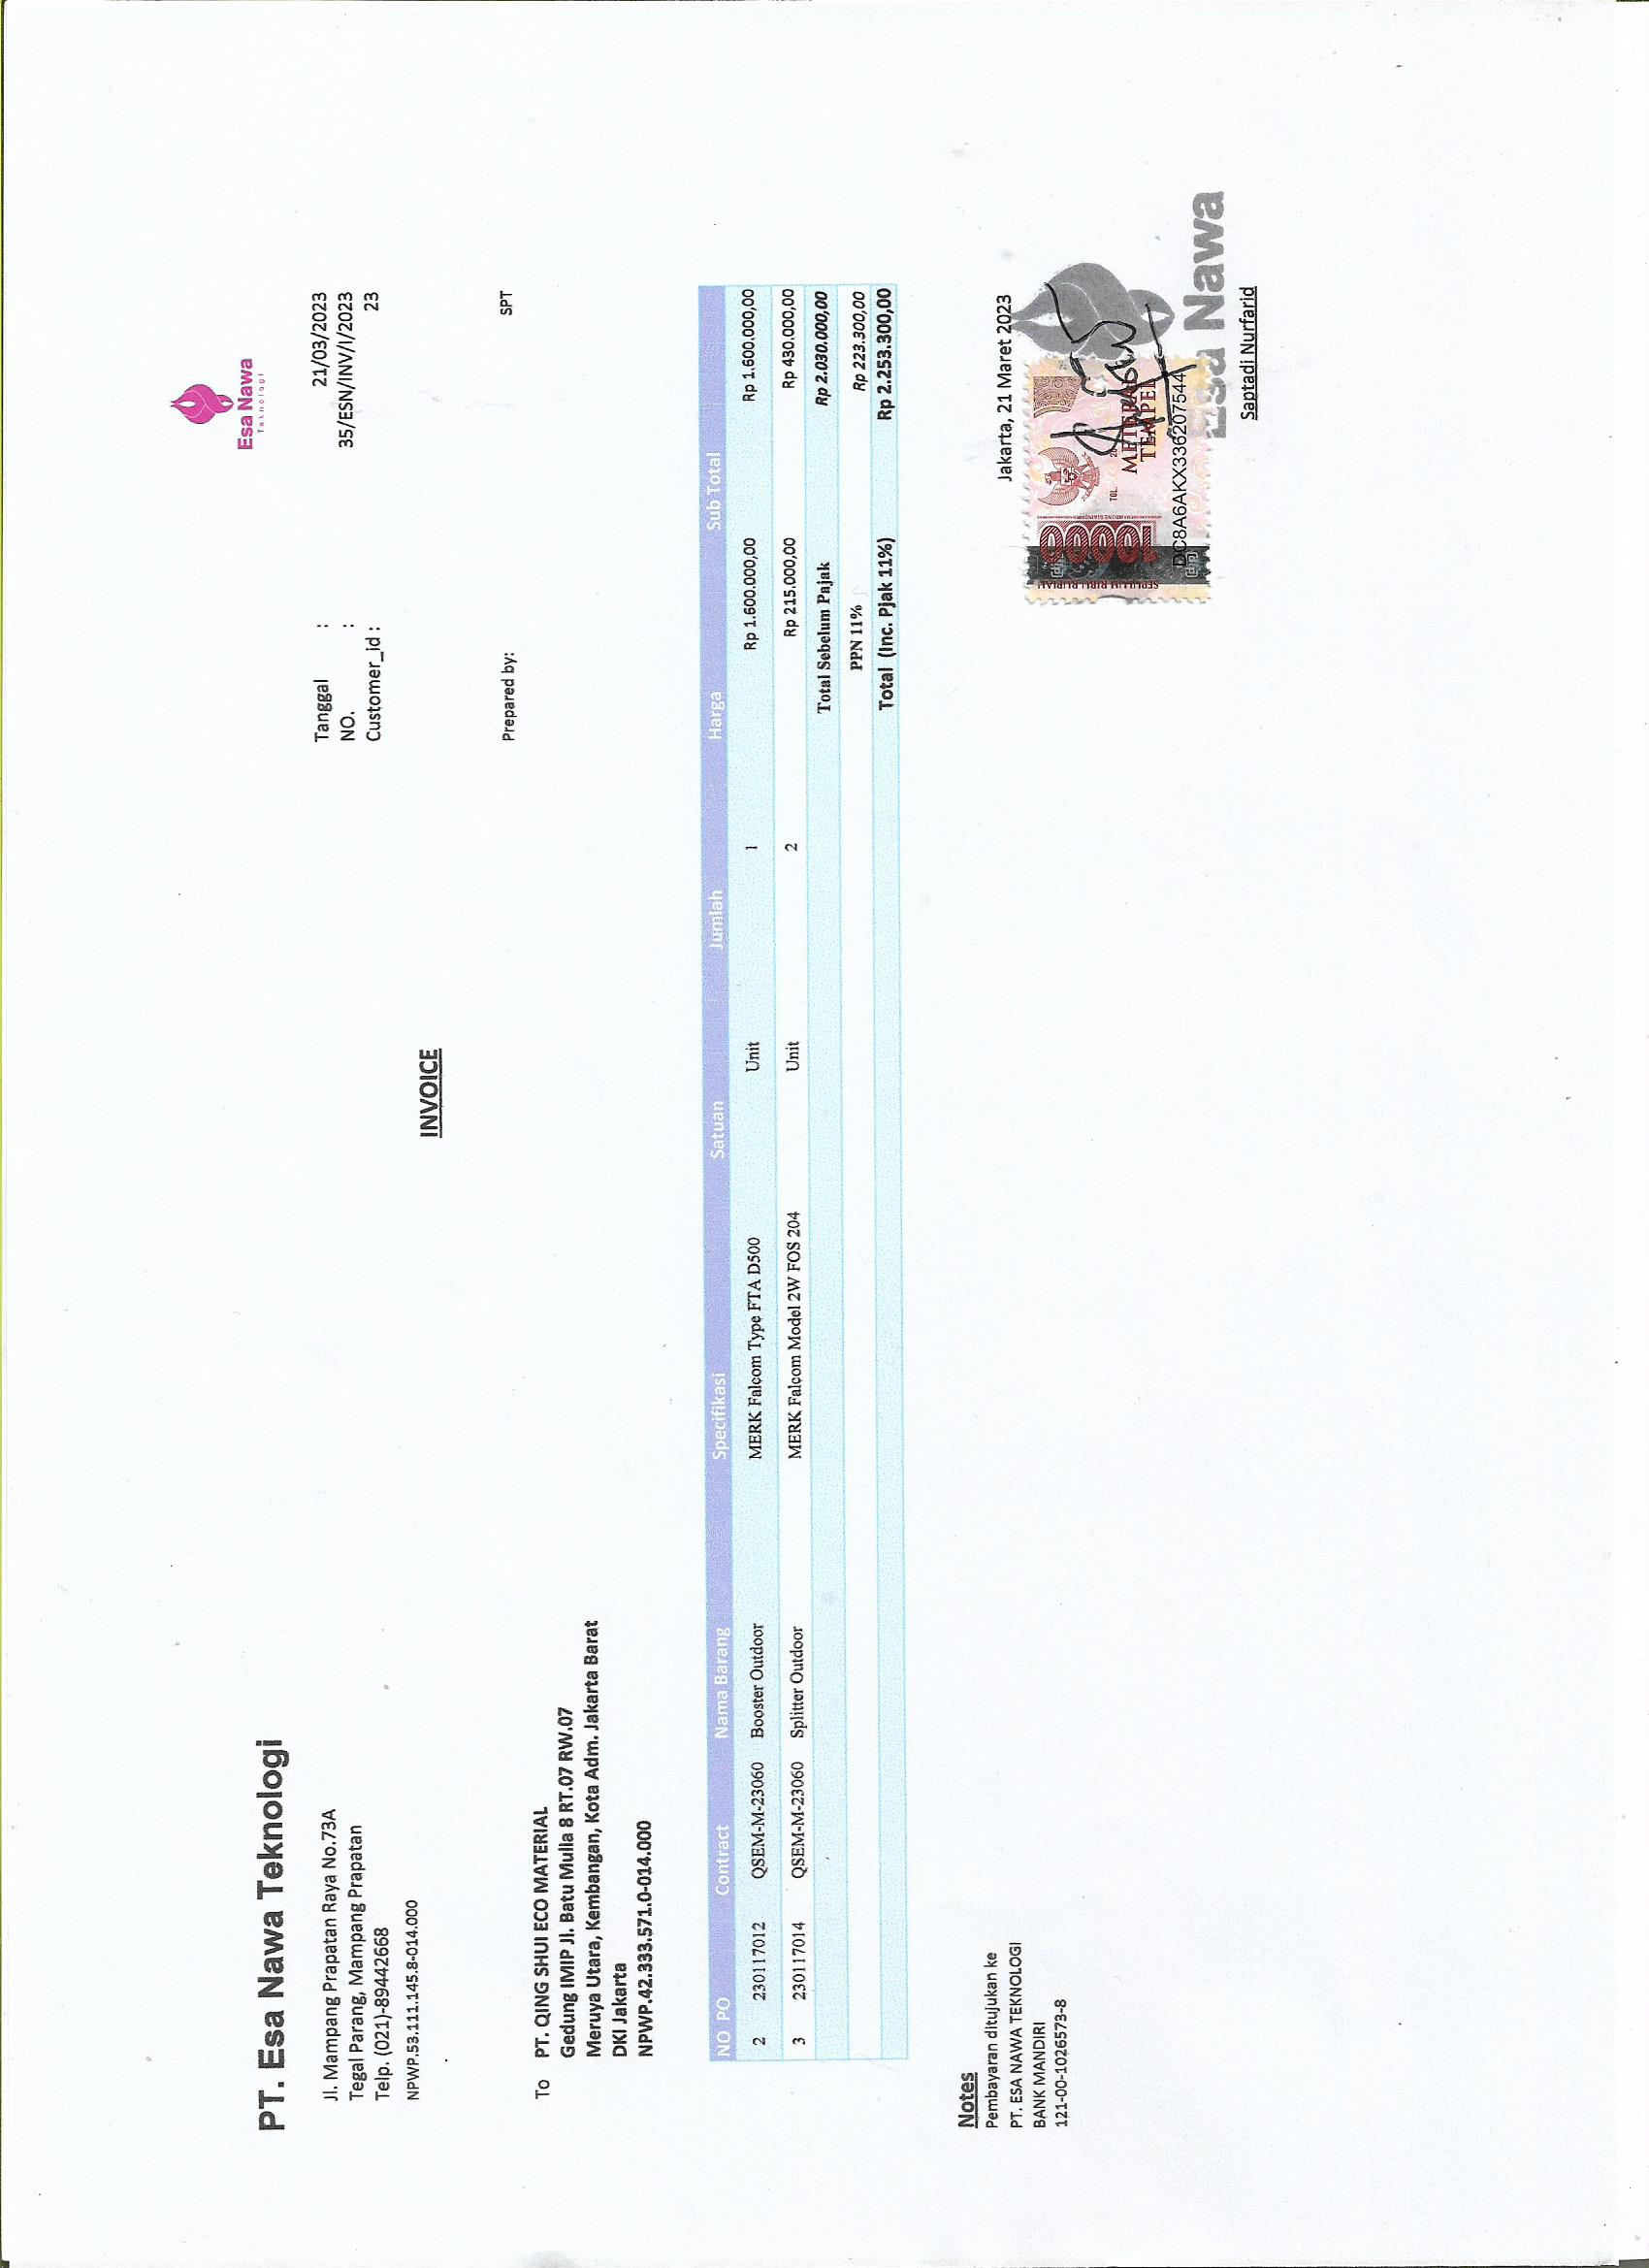 Esa Nawa
Teknologi
PT. Esa Nawa Teknologi
Jl. Mampang Prapatan Raya No.73A
Tegal Parang, Mampang Prapatan
Telp. (021)-89442668
NPWP.53.111.145.8-014.000
Tanggal : 21/03/2023
NO. : 35/ESN/INV/I/2023
Customer_id : 23
INVOICE
Prepared by: SPT
To PT. QING SHUI ECO MATERIAL
Gedung IMIP Jl. Batu Mulia 8 RT.07 RW.07
Meruya Utara, Kembangan, Kota Adm. Jakarta Barat
DKI Jakarta
NPWP.42.333.571.0-014.000
NO PO Contract Nama Barang Specifikasi Satuan Jumlah Harga Sub Total
2 230117012 QSEM-M-23060 Booster Outdoor MERK Falcom Type FTA D500 Unit 1 Rp 1.600.000,00 Rp 1.600.000,00
3 230117014 QSEM-M-23060 Splitter Outdoor MERK Falcom Model 2W FOS 204 Unit 2 Rp 215.000,00 Rp 430.000,00
Total Sebelum Pajak Rp 2.030.000,00
PPN 11% Rp 223.300,00
Total (Inc. Pjak 11%) Rp 2.253.300,00
Notes
Pembayaran ditujukan ke
PT. ESA NAWA TEKNOLOGI
BANK MANDIRI
121-00-1026573-8
Jakarta, 21 Maret 2023
SEPULUH RIBU RUPIAH
10000
TGL. 20
METERAI
TEMPEL
DC8A6AKX336207544
Esa Nawa
Saptadi Nurfarid